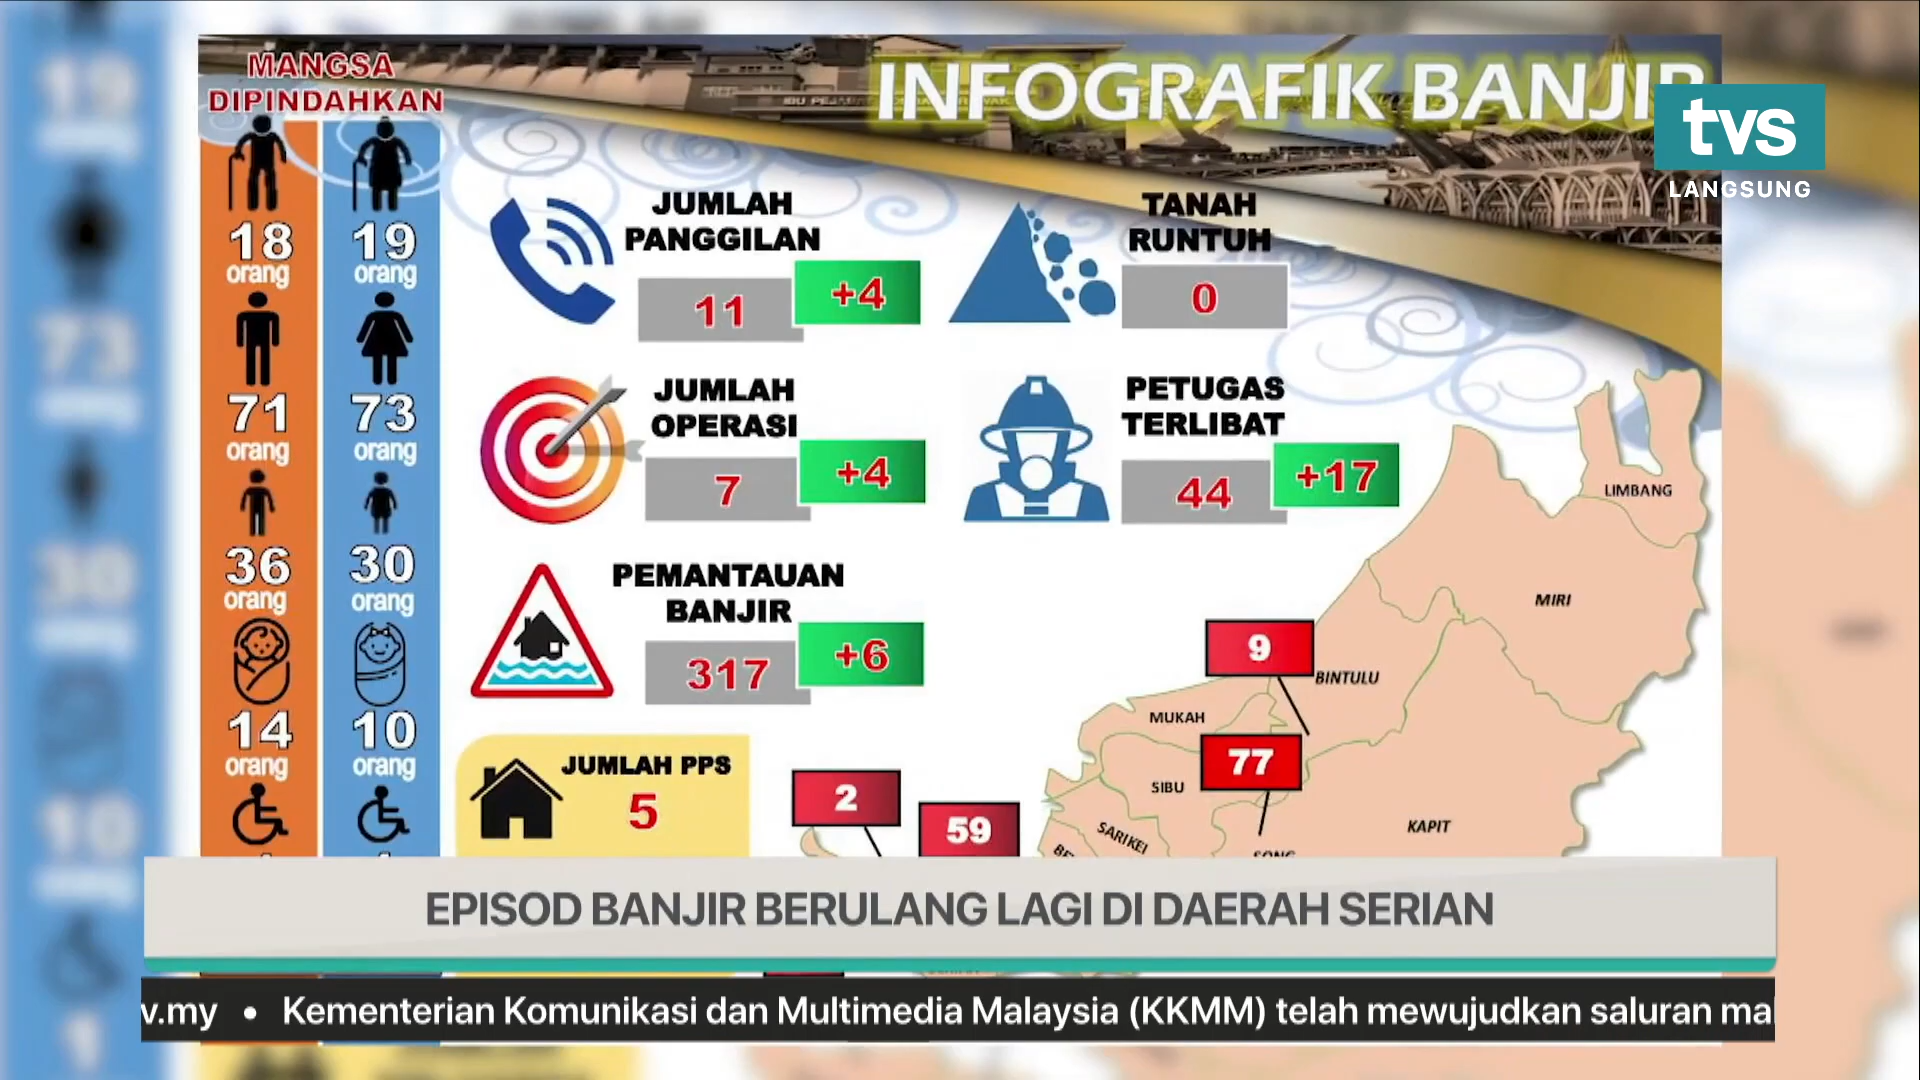 MANGSA
DIPINDAHKAN
INFOGRAFIK BANJIR
tvs
LANGSUNG
18
orang
19
orang
71
orang
73
orang
36
orang
30
orang
14
orang
10
orang
JUMLAH
PANGGILAN
11
+4
TANAH
RUNTUH
0
JUMLAH
OPERASI
7
+4
PETUGAS
TERLIBAT
44
+17
PEMANTAUAN
BANJIR
317
+6
JUMLAH PPS
5
LIMBANG
MIRI
9
BINTULU
MUKAH
77
SIBU
2
59
SARIKEI
KAPIT
SONG
EPISOD BANJIR BERULANG LAGI DI DAERAH SERIAN
v.my • Kementerian Komunikasi dan Multimedia Malaysia (KKMM) telah mewujudkan saluran ma